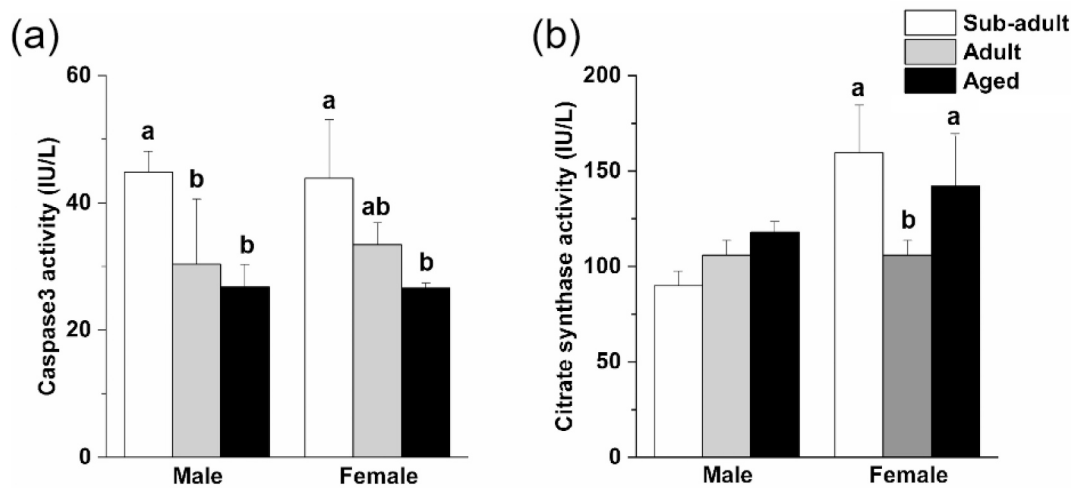 (a)
Caspase3 activity (IU/L)
60
40
20
0
a
b
b
a
ab
b
Male
Female
(b)
Sub-adult
Adult
Aged
Citrate synthase activity (IU/L)
200
150
100
50
0
a
b
a
Male
Female